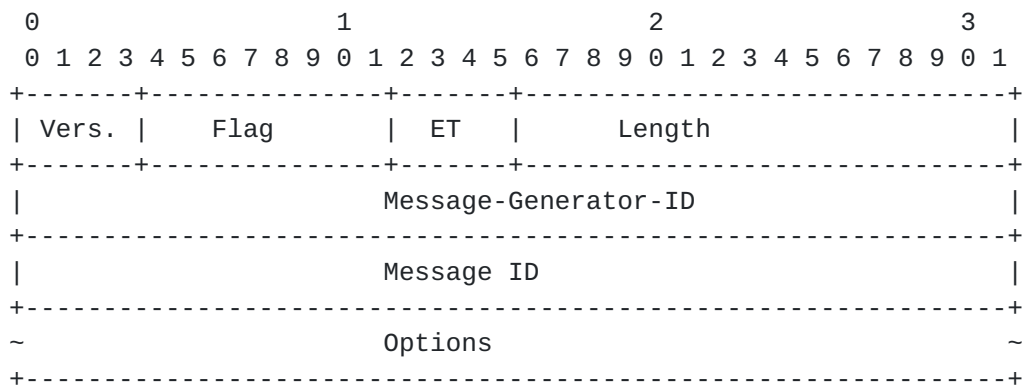 0                   1                   2                   3
 0 1 2 3 4 5 6 7 8 9 0 1 2 3 4 5 6 7 8 9 0 1 2 3 4 5 6 7 8 9 0 1
+-------+---------------+-------+-------------------------------+
| Vers. |    Flag       |  ET   |      Length                   |
+-------+---------------+-------+-------------------------------+
|                       Message-Generator-ID                    |
+---------------------------------------------------------------+
|                       Message ID                              |
+---------------------------------------------------------------+
~                       Options                                 ~
+---------------------------------------------------------------+